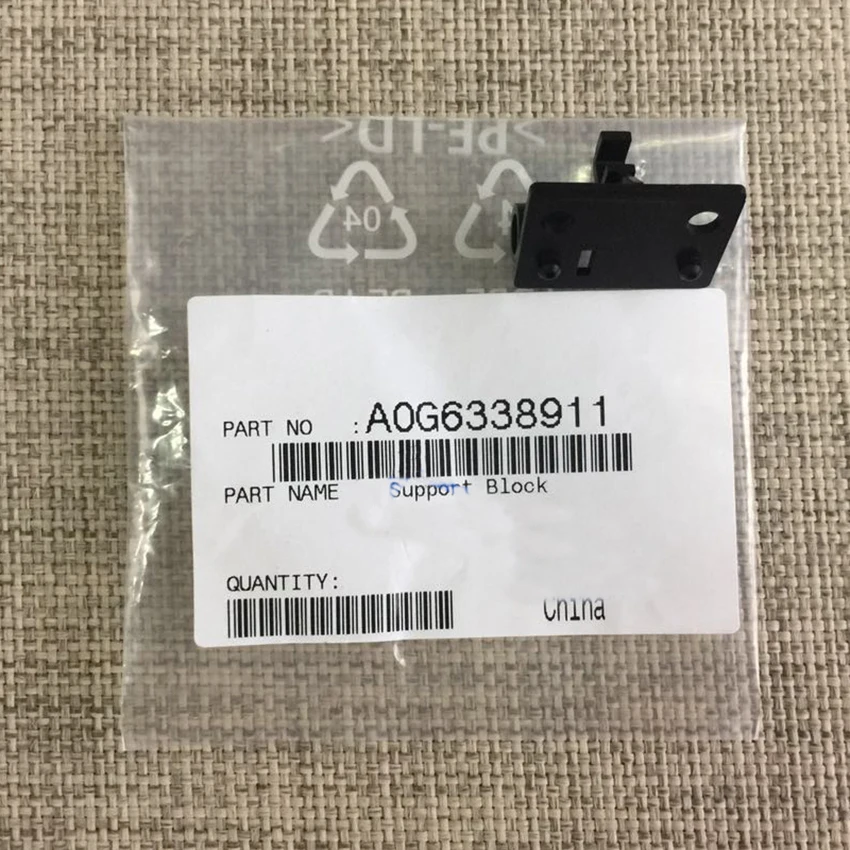 >PE-LD<
04
PART NO :A0G6338911
PART NAME Support Block
QUANTITY:
China